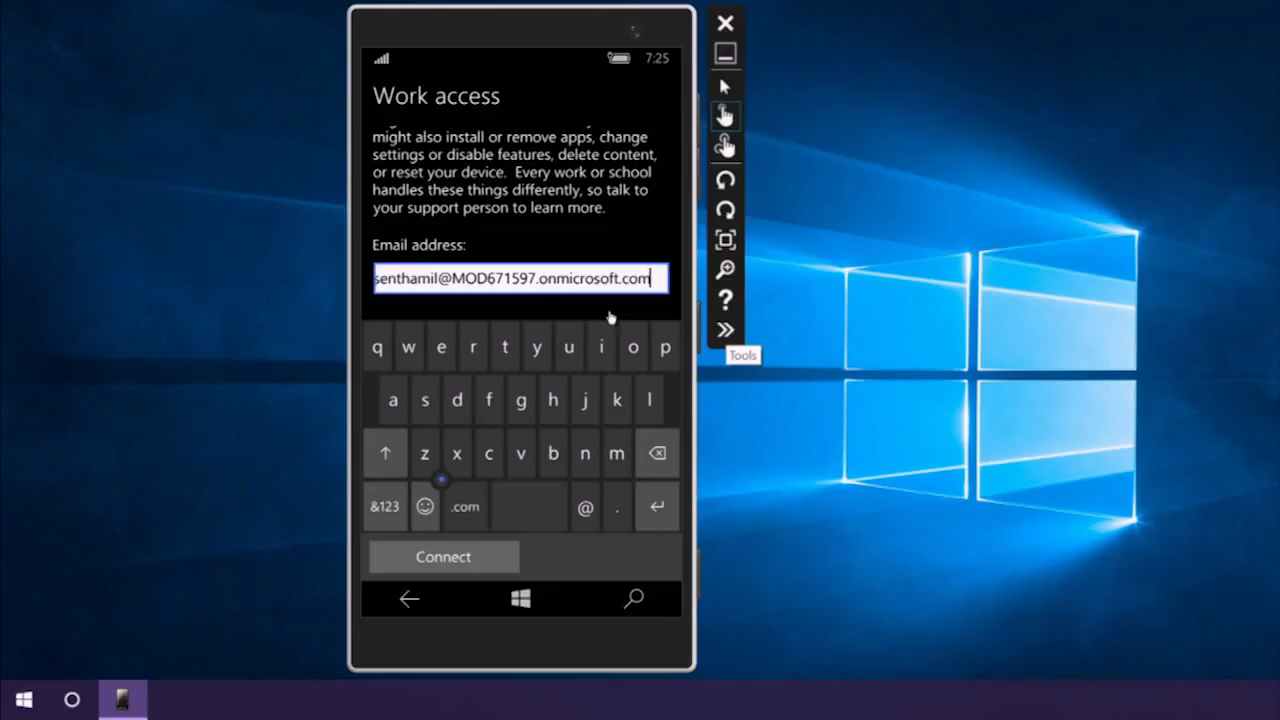 7:25
Work access
might also install or remove apps, change
settings or disable features, delete content,
or reset your device. Every work or school
handles these things differently, so talk to
your support person to learn more.
Email address:
senthamil@MOD671597.onmicrosoft.com
q w e r t y u i o p
Tools
a s d f g h j k l
z x c v b n m
&123 .com @ .
Connect